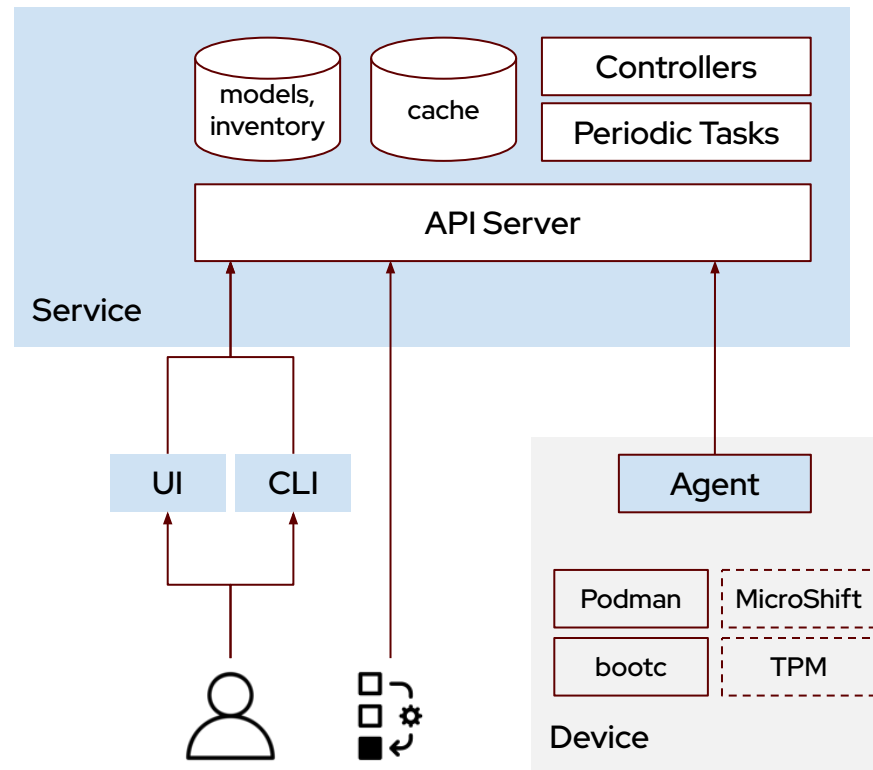 models,
inventory
cache
Controllers
Periodic Tasks
API Server
Service
UI
CLI
Agent
Podman
MicroShift
bootc
TPM
Device